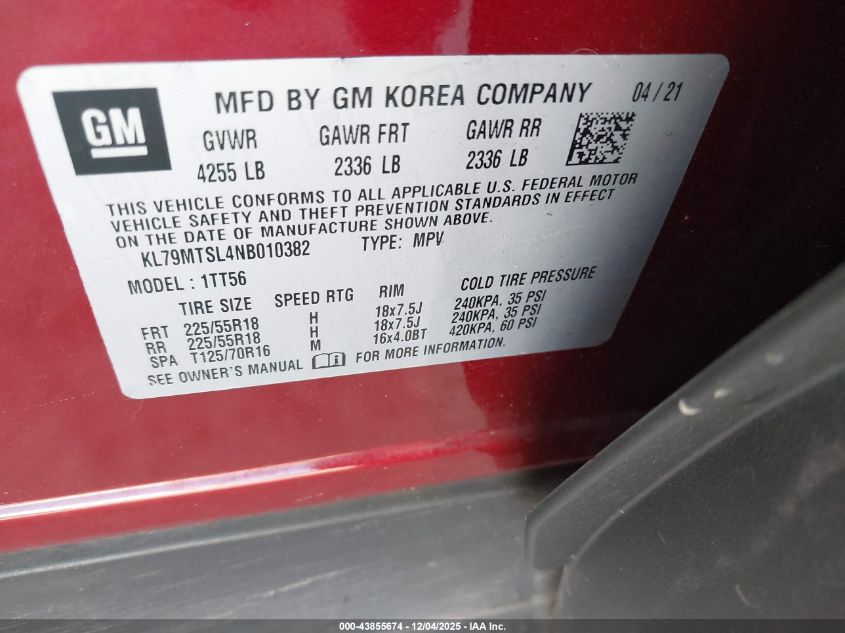 GM
MFD BY GM KOREA COMPANY 04 / 21
GVWR GAWR FRT GAWR RR
4255 LB 2336 LB 2336 LB
THIS VEHICLE CONFORMS TO ALL APPLICABLE U.S. FEDERAL MOTOR
VEHICLE SAFETY AND THEFT PREVENTION STANDARDS IN EFFECT
ON THE DATE OF MANUFACTURE SHOWN ABOVE.
KL79MTSL4NB010382 TYPE: MPV
MODEL : 1TT56
TIRE SIZE SPEED RTG RIM COLD TIRE PRESSURE
FRT 225/55R18 H 18x7.5J 240KPA, 35 PSI
RR 225/55R18 H 18x7.5J 240KPA, 35 PSI
SPA T125/70R16 M 16x4.0BT 420KPA, 60 PSI
SEE OWNER'S MANUAL FOR MORE INFORMATION.
000-43855674 - 12/04/2025 - IAA Inc.